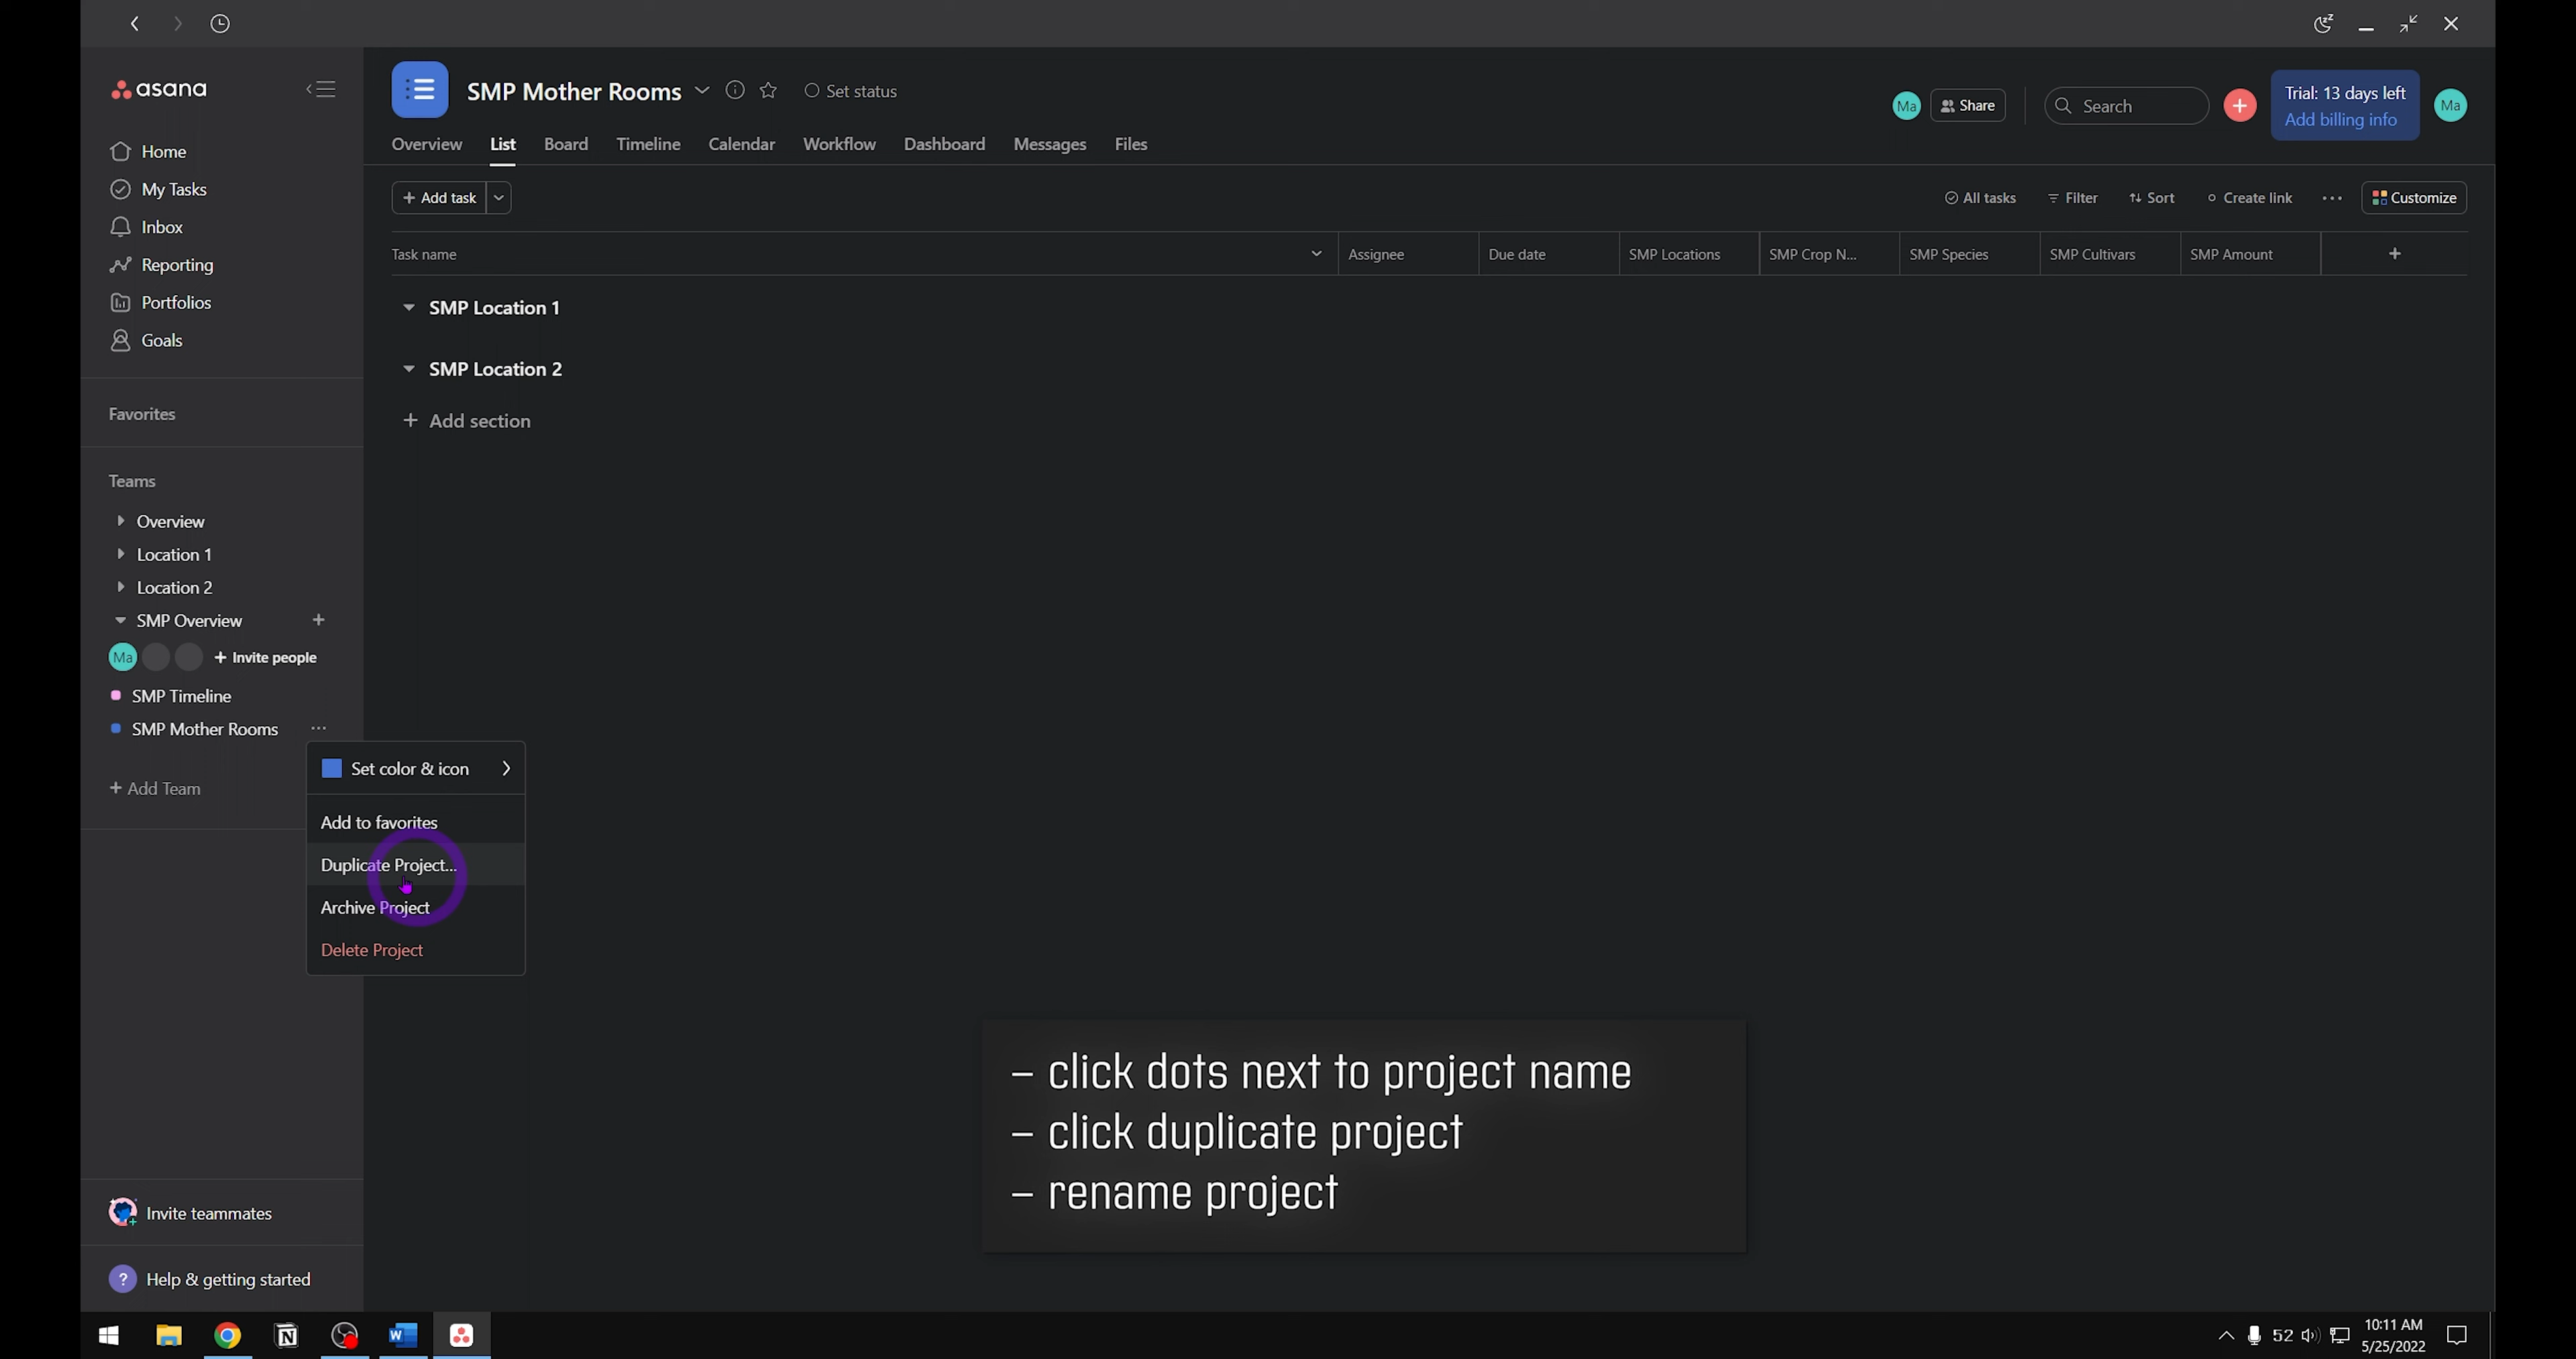 asana
Home
My Tasks
Inbox
Reporting
Portfolios
Goals
Favorites
Teams
Overview
Location 1
Location 2
SMP Overview +
Ma + Invite people
SMP Timeline
SMP Mother Rooms ...
+ Add Team
Set color & icon
Add to favorites
Duplicate Project...
Archive Project
Delete Project
Invite teammates
? Help & getting started
SMP Mother Rooms
Set status
Ma
Share
Search
+
Trial: 13 days left
Add billing info
Ma
Overview List Board Timeline Calendar Workflow Dashboard Messages Files
+ Add task
All tasks Filter Sort Create link ... Customize
Task name Assignee Due date SMP Locations SMP Crop N... SMP Species SMP Cultivars SMP Amount +
SMP Location 1
SMP Location 2
+ Add section
– click dots next to project name
– click duplicate project
– rename project
N
W
52
10:11 AM
5/25/2022